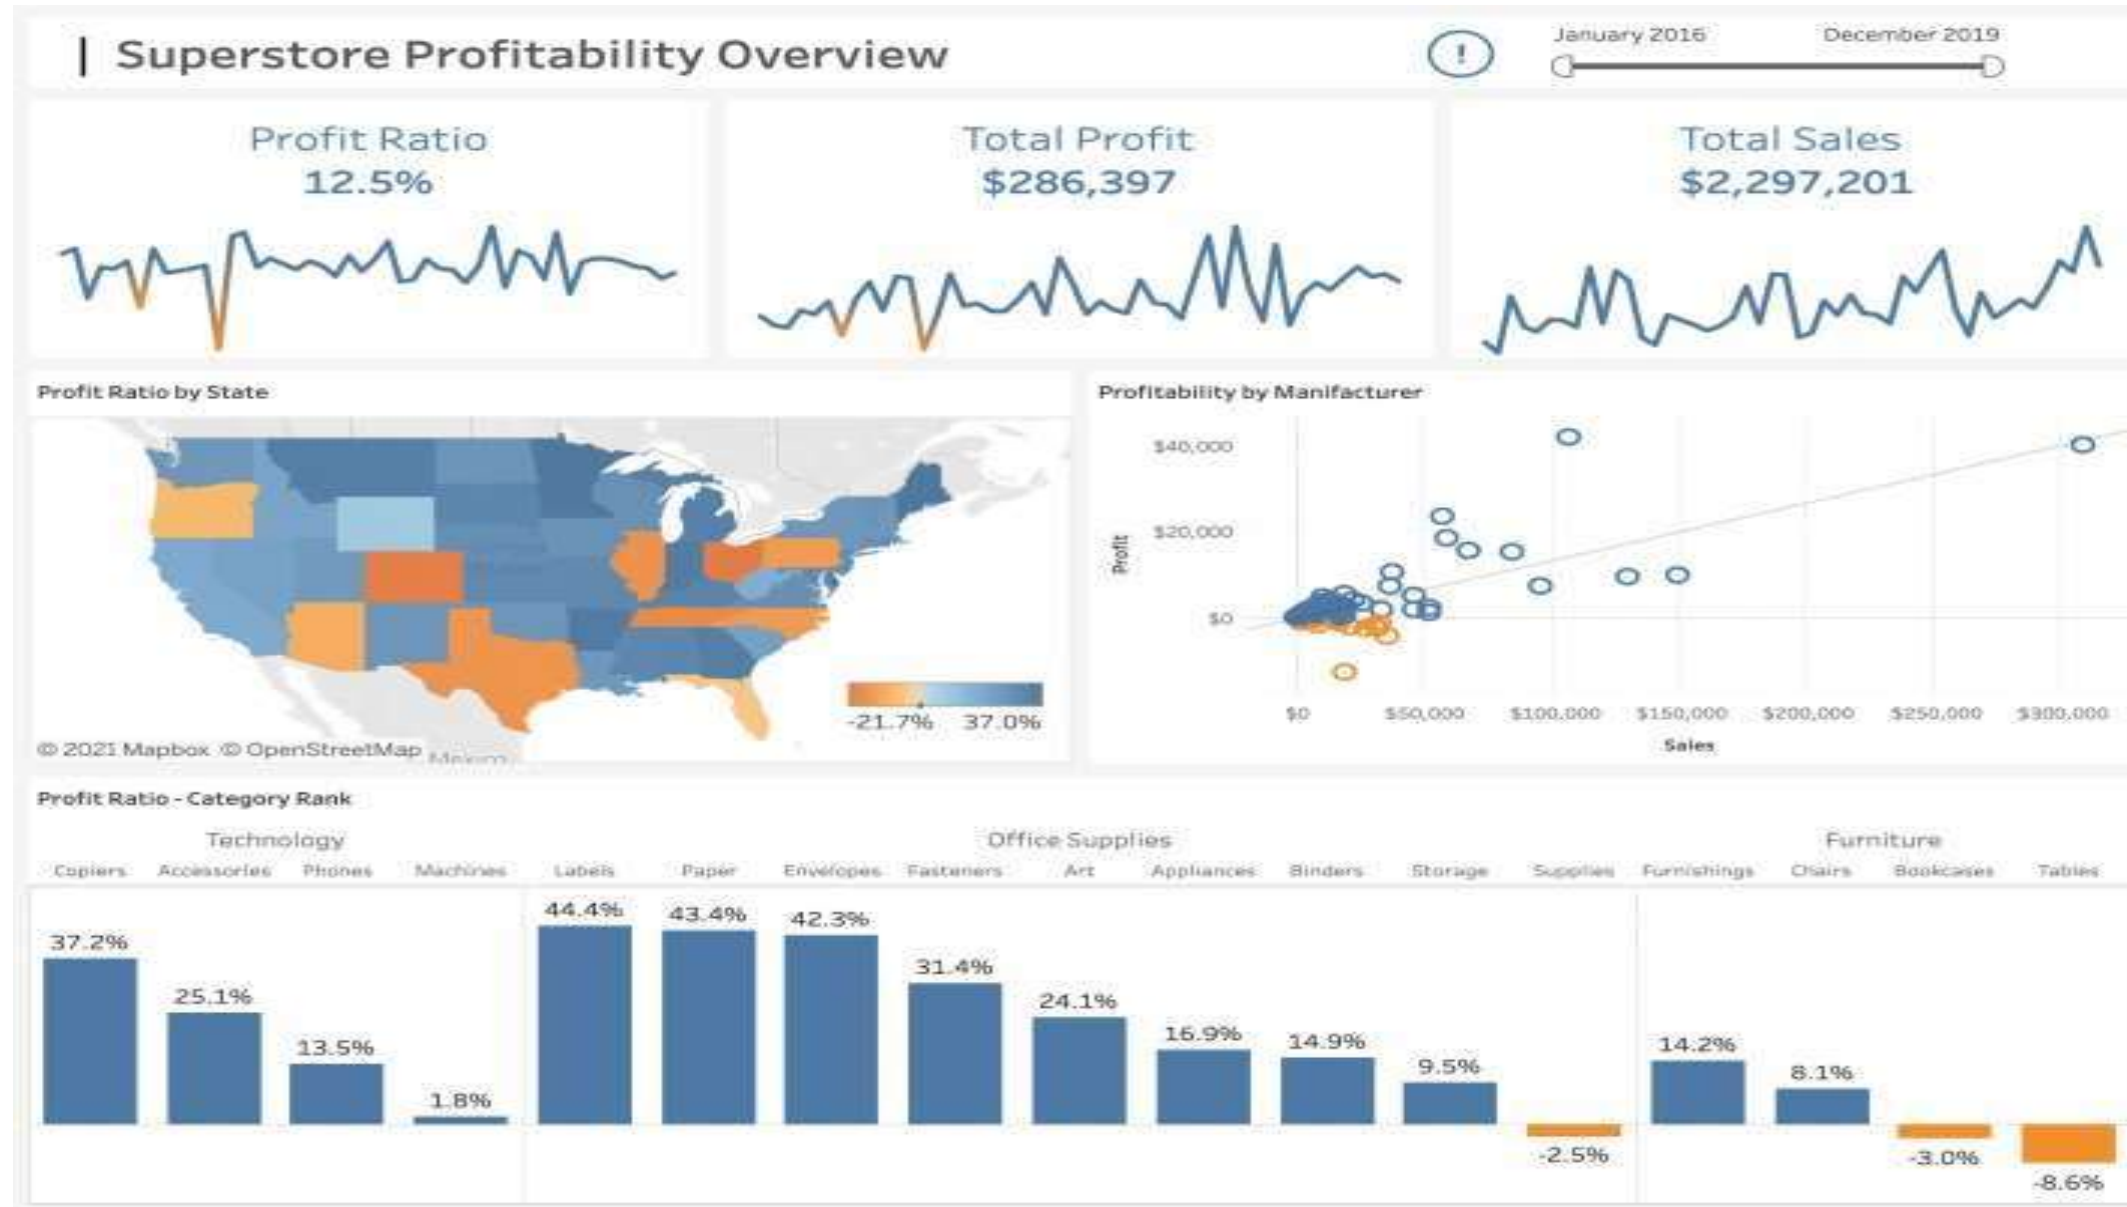 Superstore Profitability Overview
!
January 2016 December 2019
Profit Ratio
12.5%
Total Profit
$286,397
Total Sales
$2,297,201
Profit Ratio by State
-21.7% 37.0%
© 2021 Mapbox © OpenStreetMap
Mexico
Profitability by Manifacturer
$40,000
$20,000
$0
Profit
$0 $50,000 $100,000 $150,000 $200,000 $250,000 $300,000
Sales
Profit Ratio - Category Rank
Technology Office Supplies Furniture
Copiers Accessories Phones Machines Labels Paper Envelopes Fasteners Art Appliances Binders Storage Supplies Furnishings Chairs Bookcases Tables
37.2% 25.1% 13.5% 1.8% 44.4% 43.4% 42.3% 31.4% 24.1% 16.9% 14.9% 9.5% -2.5% 14.2% 8.1% -3.0% -8.6%